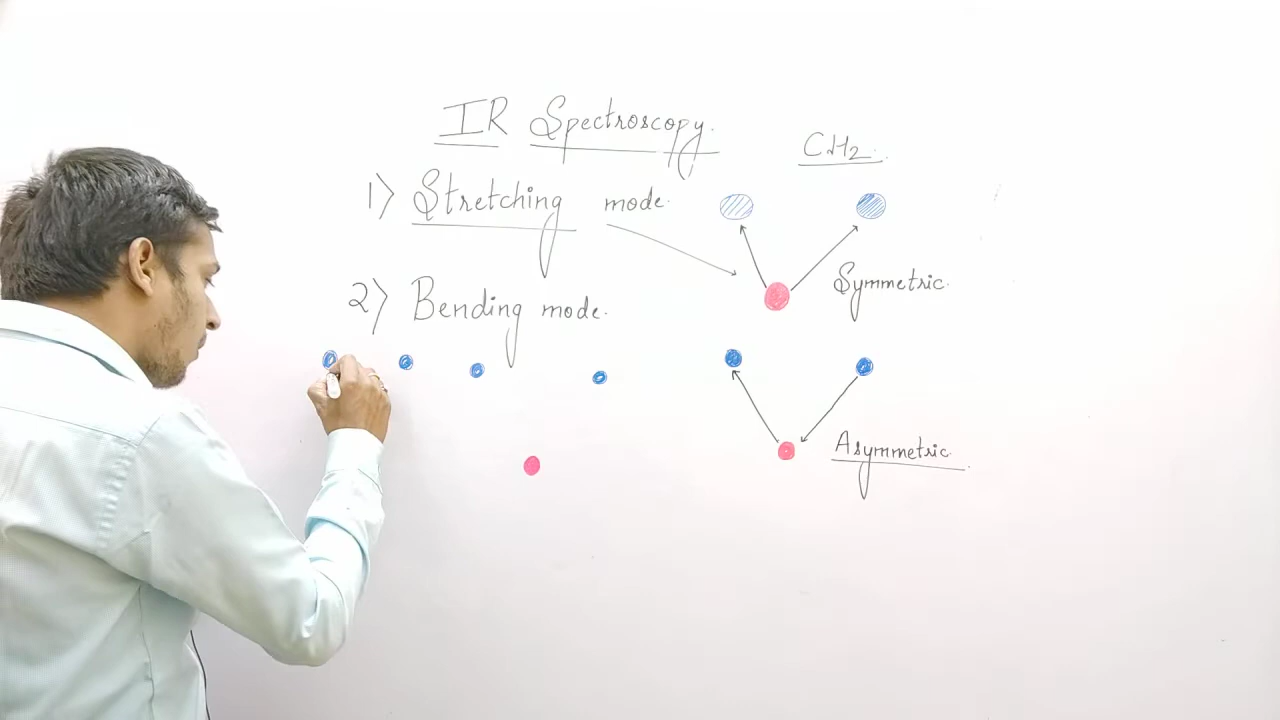 IR Spectroscopy.
CH2.
1) Stretching mode.
Symmetric.
2) Bending mode.
Asymmetric.